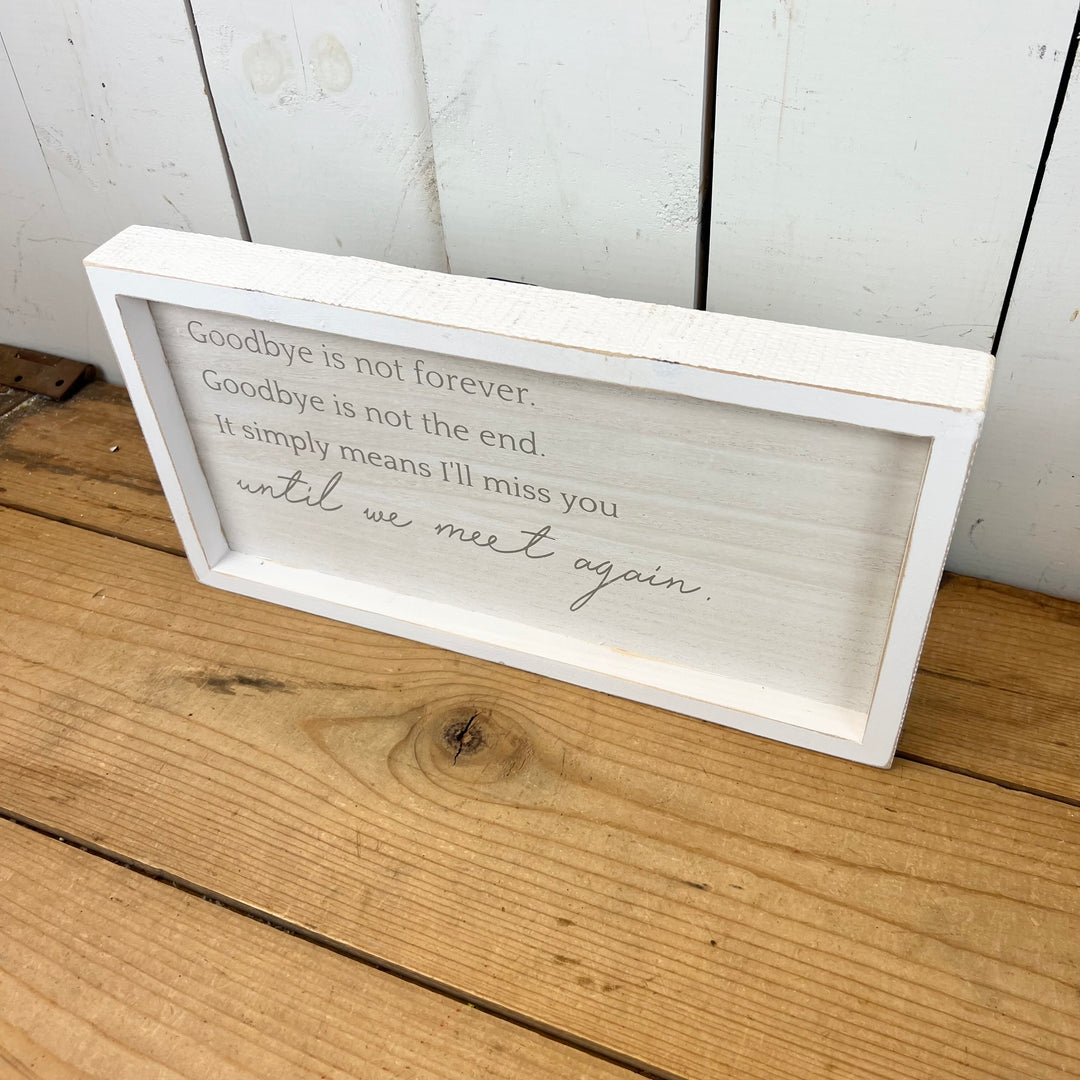 Goodbye is not forever.
Goodbye is not the end.
It simply means I'll miss you
until we meet again.